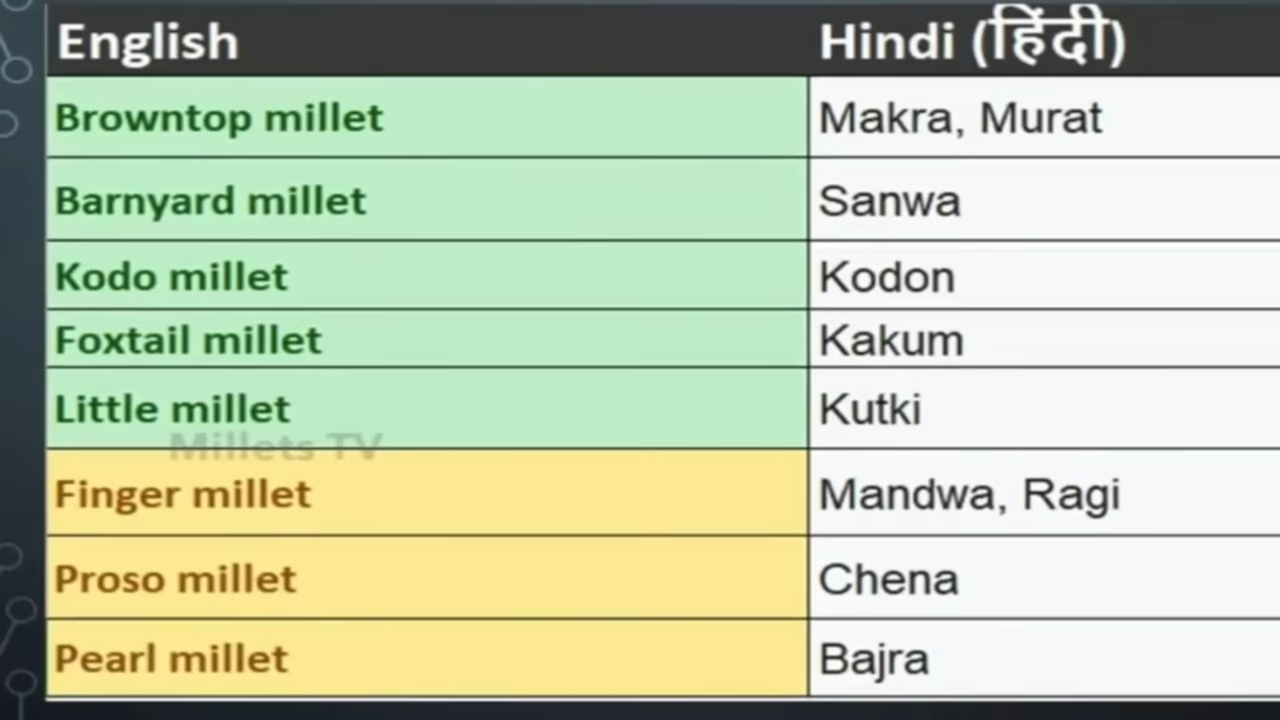 English Hindi (हिंदी)
Browntop millet Makra, Murat
Barnyard millet Sanwa
Kodo millet Kodon
Foxtail millet Kakum
Little millet Kutki
Millets TV
Finger millet Mandwa, Ragi
Proso millet Chena
Pearl millet Bajra